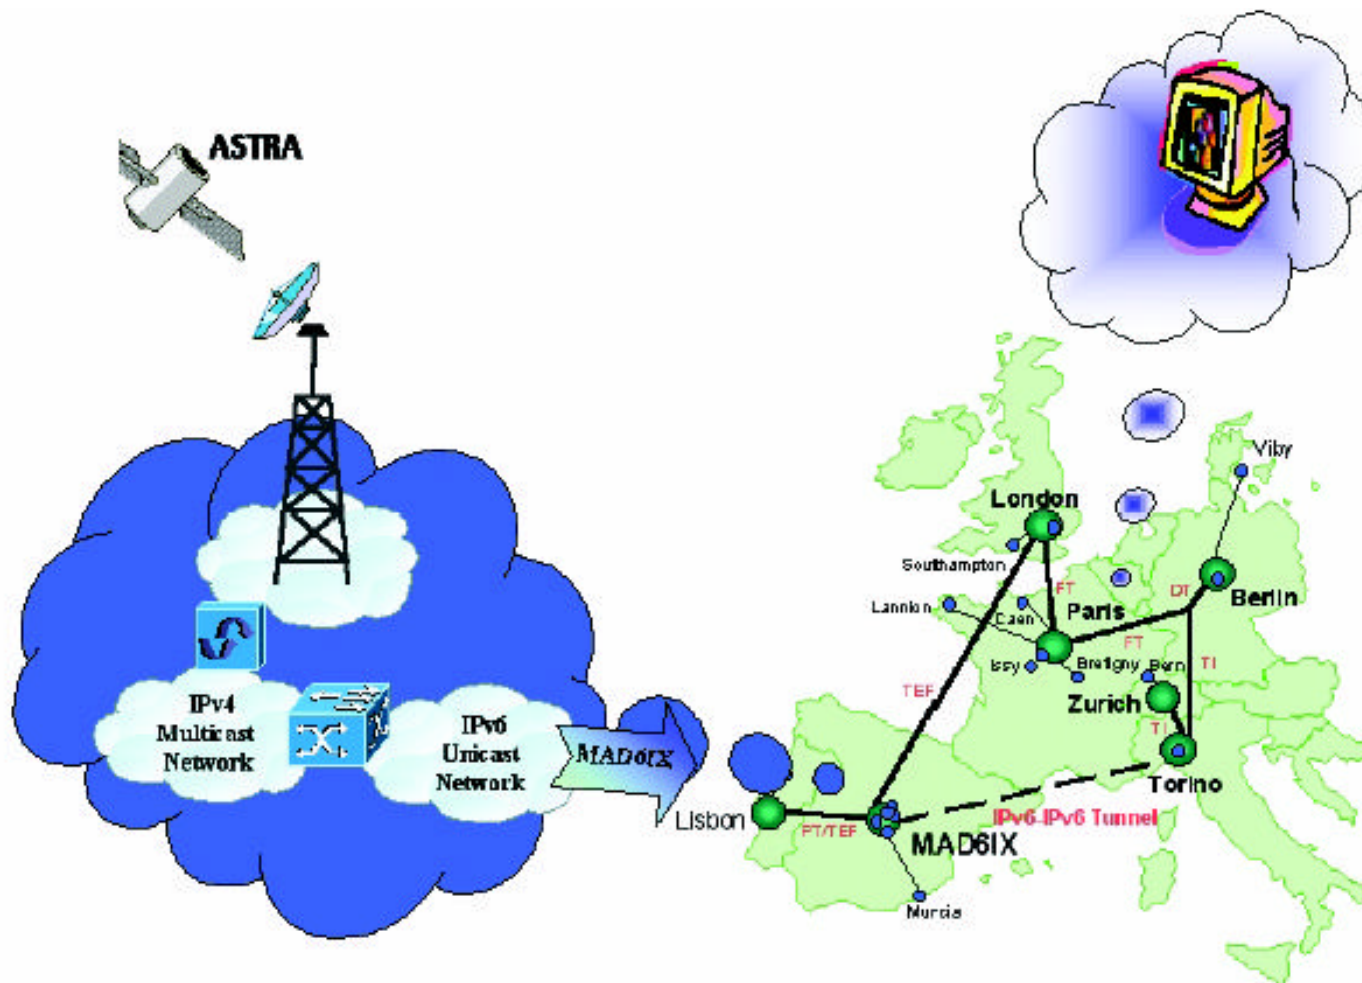 ASTRA
IPv4
Multicast
Network
IPv6
Unicast
Network
MAD6IX
Viby
London
Southampton
FT
DT
Lannion
Caen
Paris
Berlin
FT
Issy
Bretigny
Bern
TI
TEF
Zurich
TI
Torino
Lisbon
PT/TEF
IPv6-IPv6 Tunnel
MAD6IX
Murcia